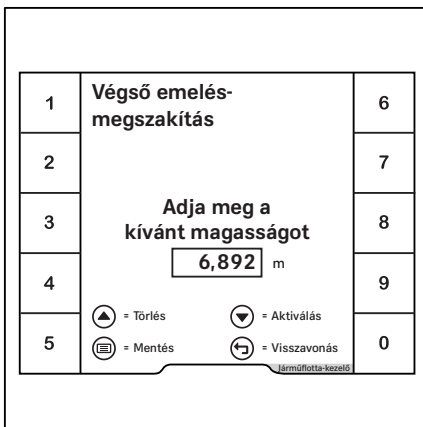 1
2
3
4
5
Végső emelés-
megszakítás
Adja meg a
kívánt magasságot
6,892 m
= Törlés
= Aktiválás
= Mentés
= Visszavonás
Járműflotta-kezelő
6
7
8
9
0